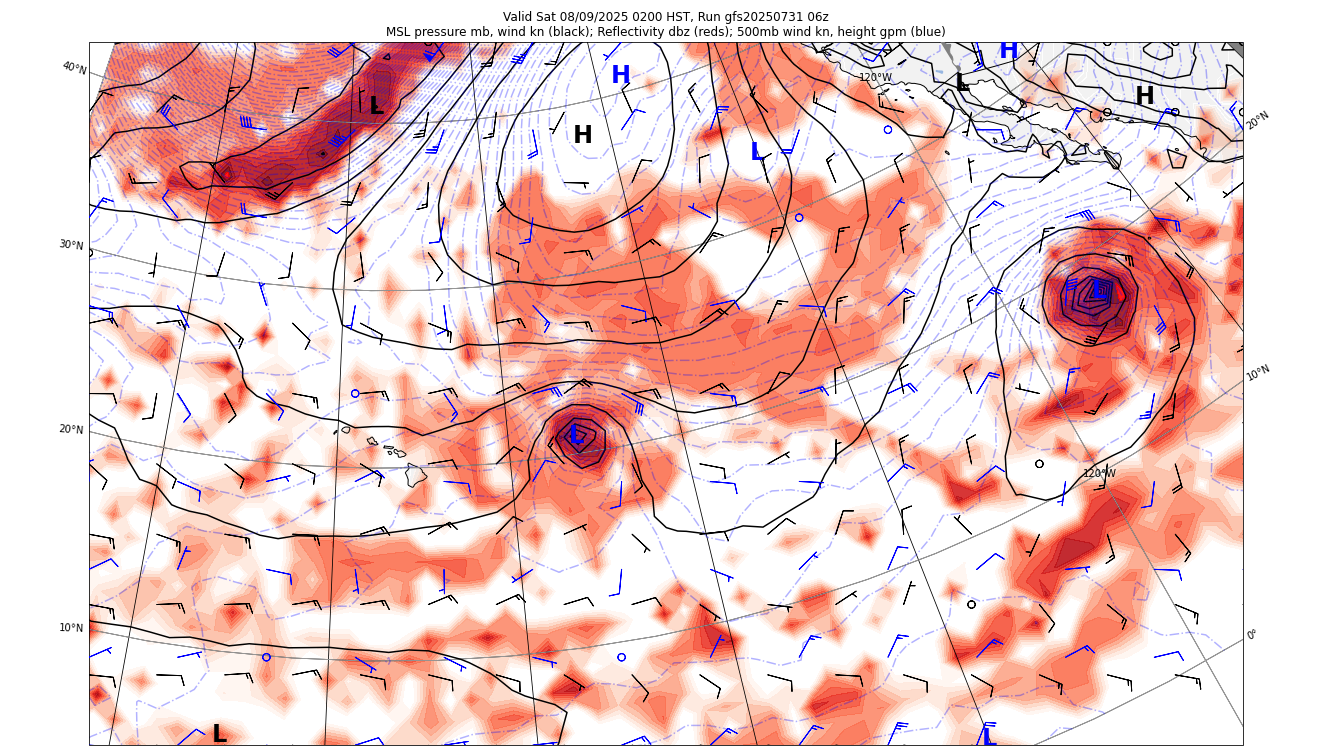 Valid Sat 08/09/2025 0200 HST, Run gfs20250731 06z
MSL pressure mb, wind kn (black); Reflectivity dbz (reds); 500mb wind kn, height gpm (blue)
H
40°N
H
120°W
L
H
L
20°N
H
L
30°N
L
10°N
20°N
L
120°W
10°N
0°
L
L